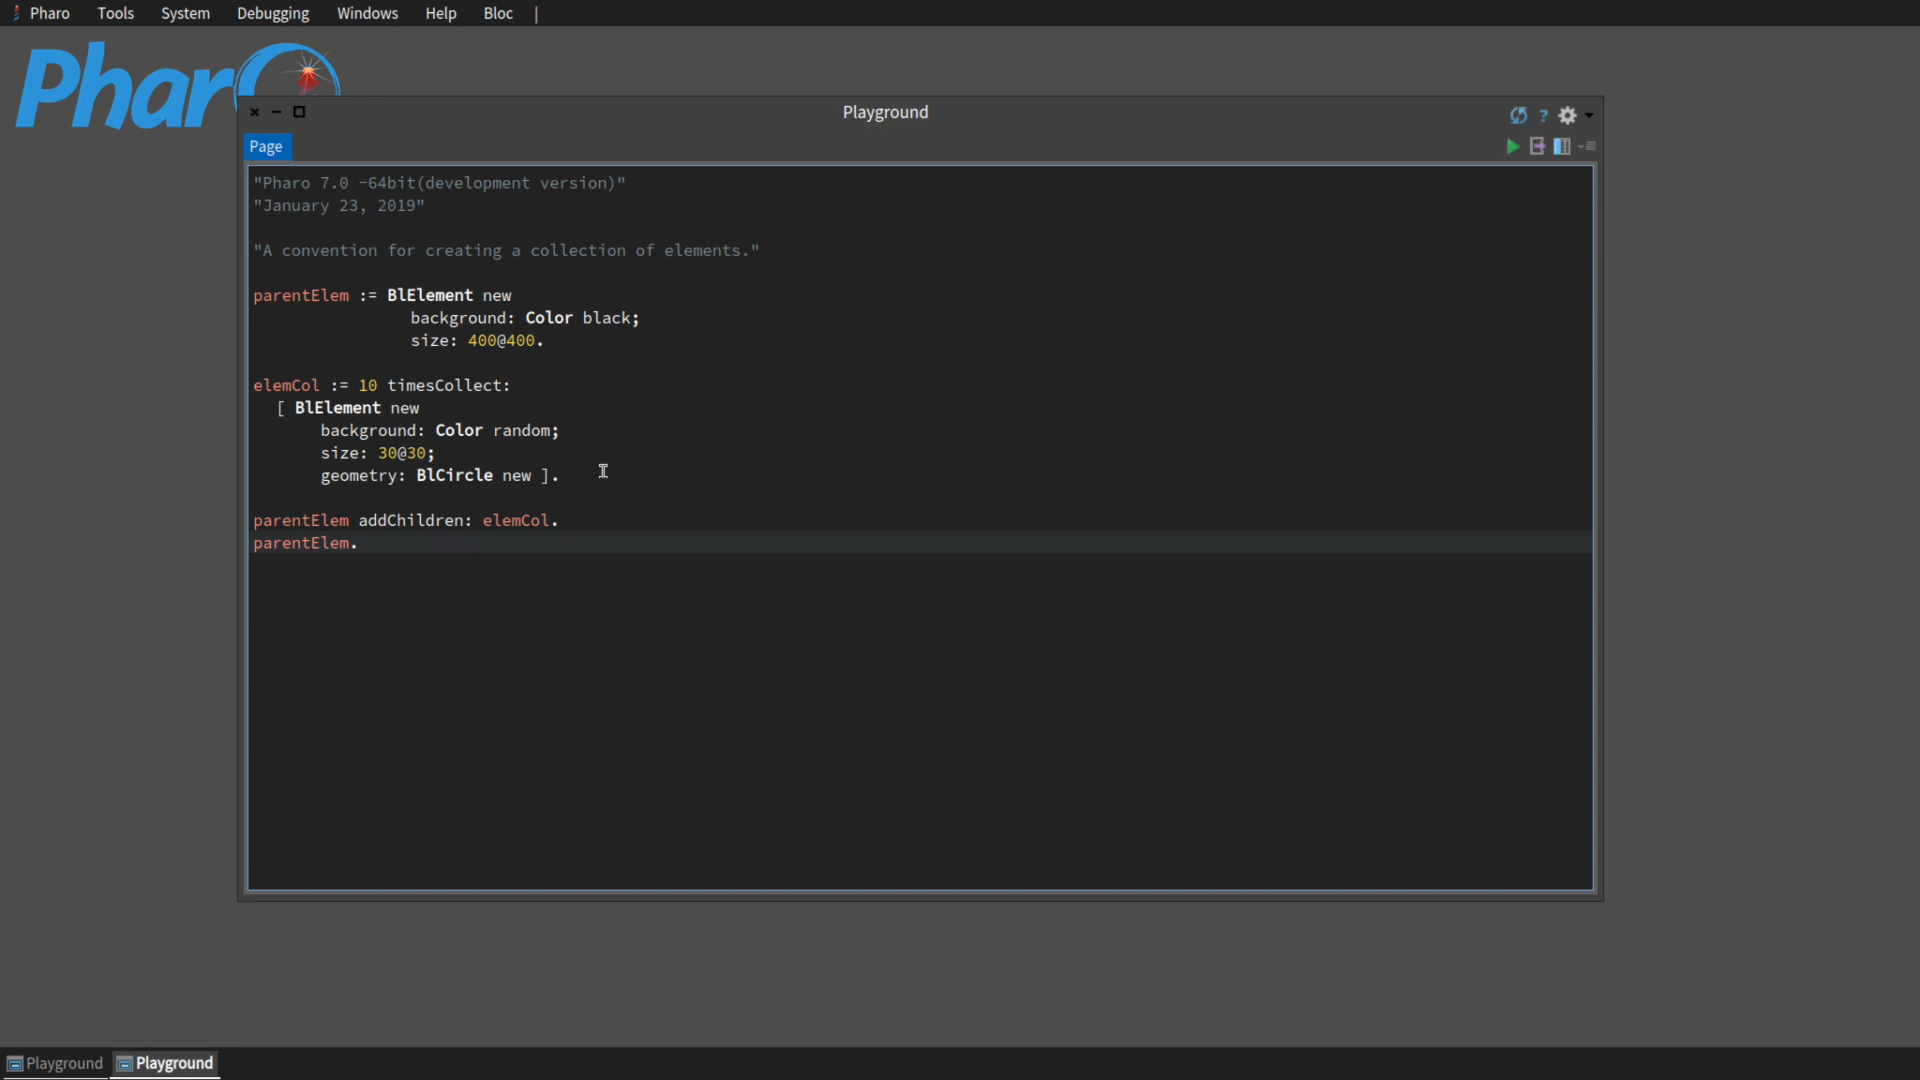 Pharo Tools System Debugging Windows Help Bloc
Pharo
Playground
?
Page
"Pharo 7.0 -64bit(development version)"
"January 23, 2019"
"A convention for creating a collection of elements."
parentElem := BlElement new
background: Color black;
size: 400@400.
elemCol := 10 timesCollect:
[ BlElement new
background: Color random;
size: 30@30;
geometry: BlCircle new ].
parentElem addChildren: elemCol.
parentElem.
Playground Playground